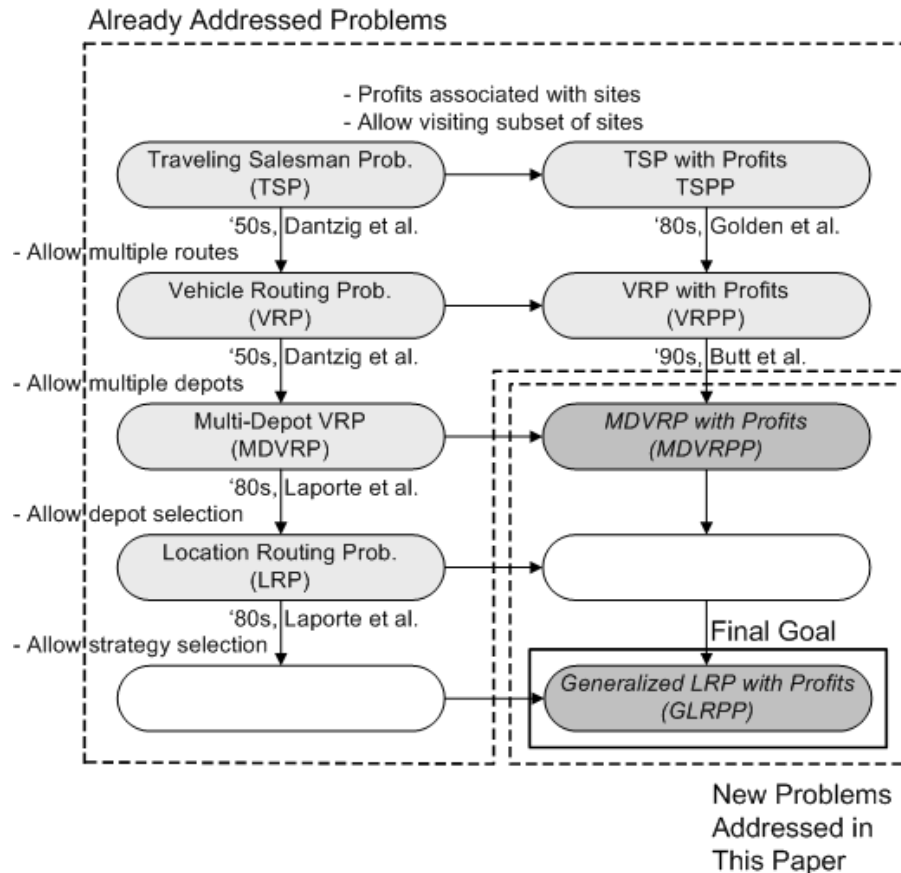 Already Addressed Problems
- Profits associated with sites
- Allow visiting subset of sites
Traveling Salesman Prob.
(TSP)
TSP with Profits
TSPP
‘50s, Dantzig et al.
‘80s, Golden et al.
- Allow multiple routes
Vehicle Routing Prob.
(VRP)
VRP with Profits
(VRPP)
‘50s, Dantzig et al.
‘90s, Butt et al.
- Allow multiple depots
Multi-Depot VRP
(MDVRP)
MDVRP with Profits
(MDVRPP)
‘80s, Laporte et al.
- Allow depot selection
Location Routing Prob.
(LRP)
‘80s, Laporte et al.
- Allow strategy selection
Final Goal
Generalized LRP with Profits
(GLRPP)
New Problems
Addressed in
This Paper